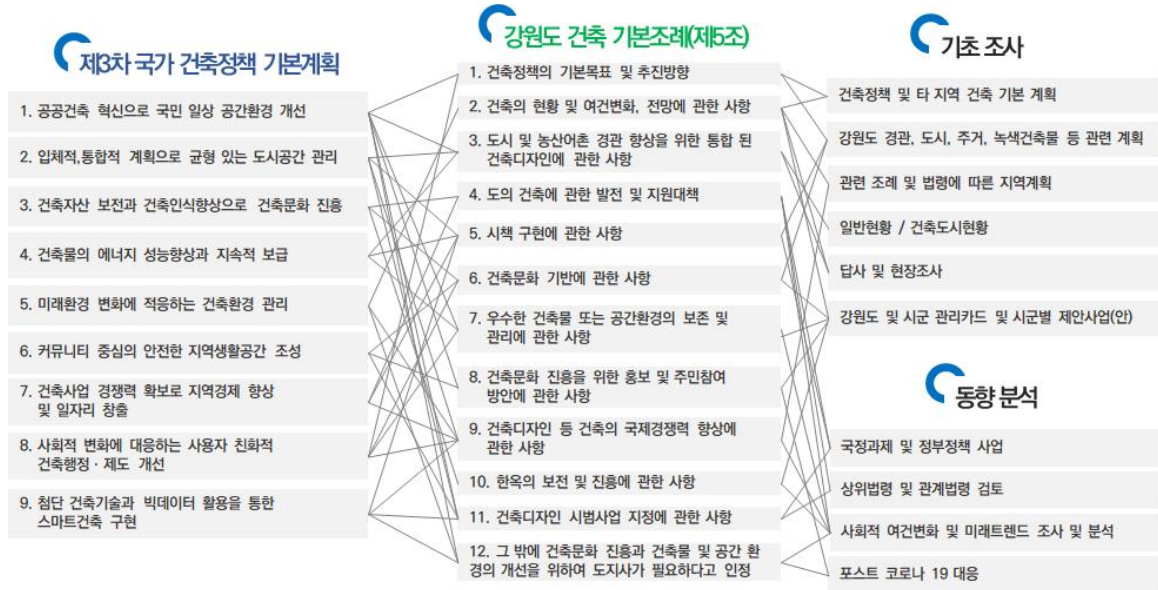 제3차 국가 건축정책 기본계획
1. 공공건축 혁신으로 국민 일상 공간환경 개선
2. 입체적,통합적 계획으로 균형 있는 도시공간 관리
3. 건축자산 보전과 건축인식향상으로 건축문화 진흥
4. 건축물의 에너지 성능향상과 지속적 보급
5. 미래환경 변화에 적응하는 건축환경 관리
6. 커뮤니티 중심의 안전한 지역생활공간 조성
7. 건축사업 경쟁력 확보로 지역경제 향상
및 일자리 창출
8. 사회적 변화에 대응하는 사용자 친화적
건축행정·제도 개선
9. 첨단 건축기술과 빅데이터 활용을 통한
스마트건축 구현
강원도 건축 기본조례(제5조)
1. 건축정책의 기본목표 및 추진방향
2. 건축의 현황 및 여건변화, 전망에 관한 사항
3. 도시 및 농산어촌 경관 향상을 위한 통합 된
건축디자인에 관한 사항
4. 도의 건축에 관한 발전 및 지원대책
5. 시책 구현에 관한 사항
6. 건축문화 기반에 관한 사항
7. 우수한 건축물 또는 공간환경의 보존 및
관리에 관한 사항
8. 건축문화 진흥을 위한 홍보 및 주민참여
방안에 관한 사항
9. 건축디자인 등 건축의 국제경쟁력 향상에
관한 사항
10. 한옥의 보전 및 진흥에 관한 사항
11. 건축디자인 시범사업 지정에 관한 사항
12. 그 밖에 건축문화 진흥과 건축물 및 공간 환
경의 개선을 위하여 도지사가 필요하다고 인정
기초 조사
건축정책 및 타 지역 건축 기본 계획
강원도 경관, 도시, 주거, 녹색건축물 등 관련 계획
관련 조례 및 법령에 따른 지역계획
일반현황 / 건축도시현황
답사 및 현장조사
강원도 및 시군 관리카드 및 시군별 제안사업(안)
동향 분석
국정과제 및 정부정책 사업
상위법령 및 관계법령 검토
사회적 여건변화 및 미래트렌드 조사 및 분석
포스트 코로나 19 대응